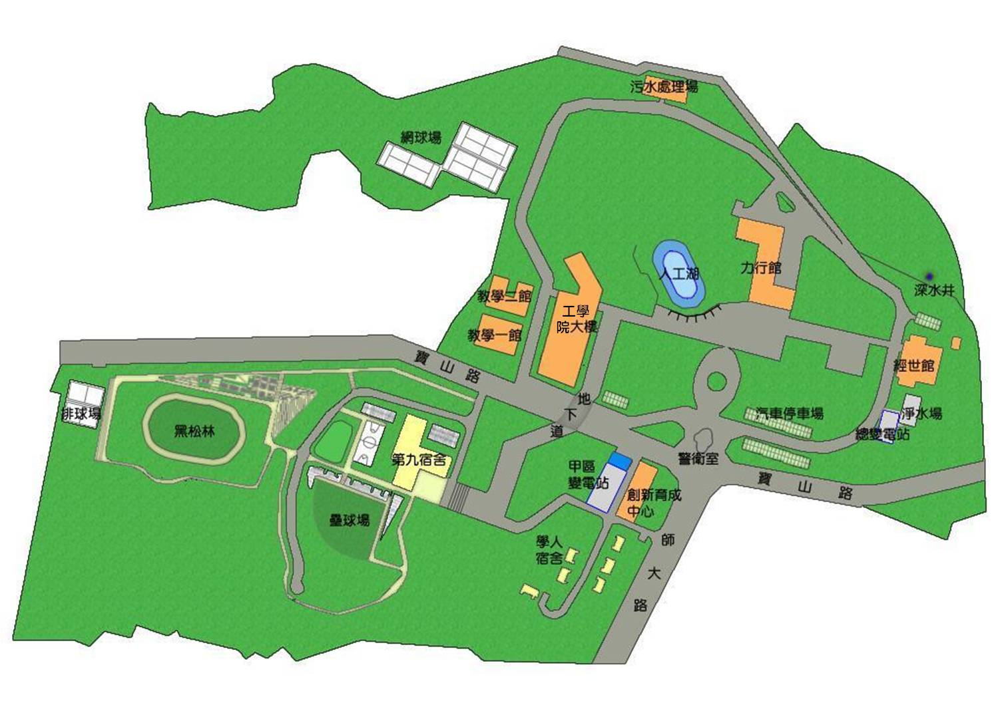 污水處理場
網球場
人工湖
力行館
深水井
教學二館
工學
院大樓
教學一館
寶山路
經世館
地下道
排球場
黑松林
汽車停車場
淨水場
總變電站
第九宿舍
警衛室
甲區
變電站
寶山路
創新育成
中心
壘球場
學人
宿舍
師大路